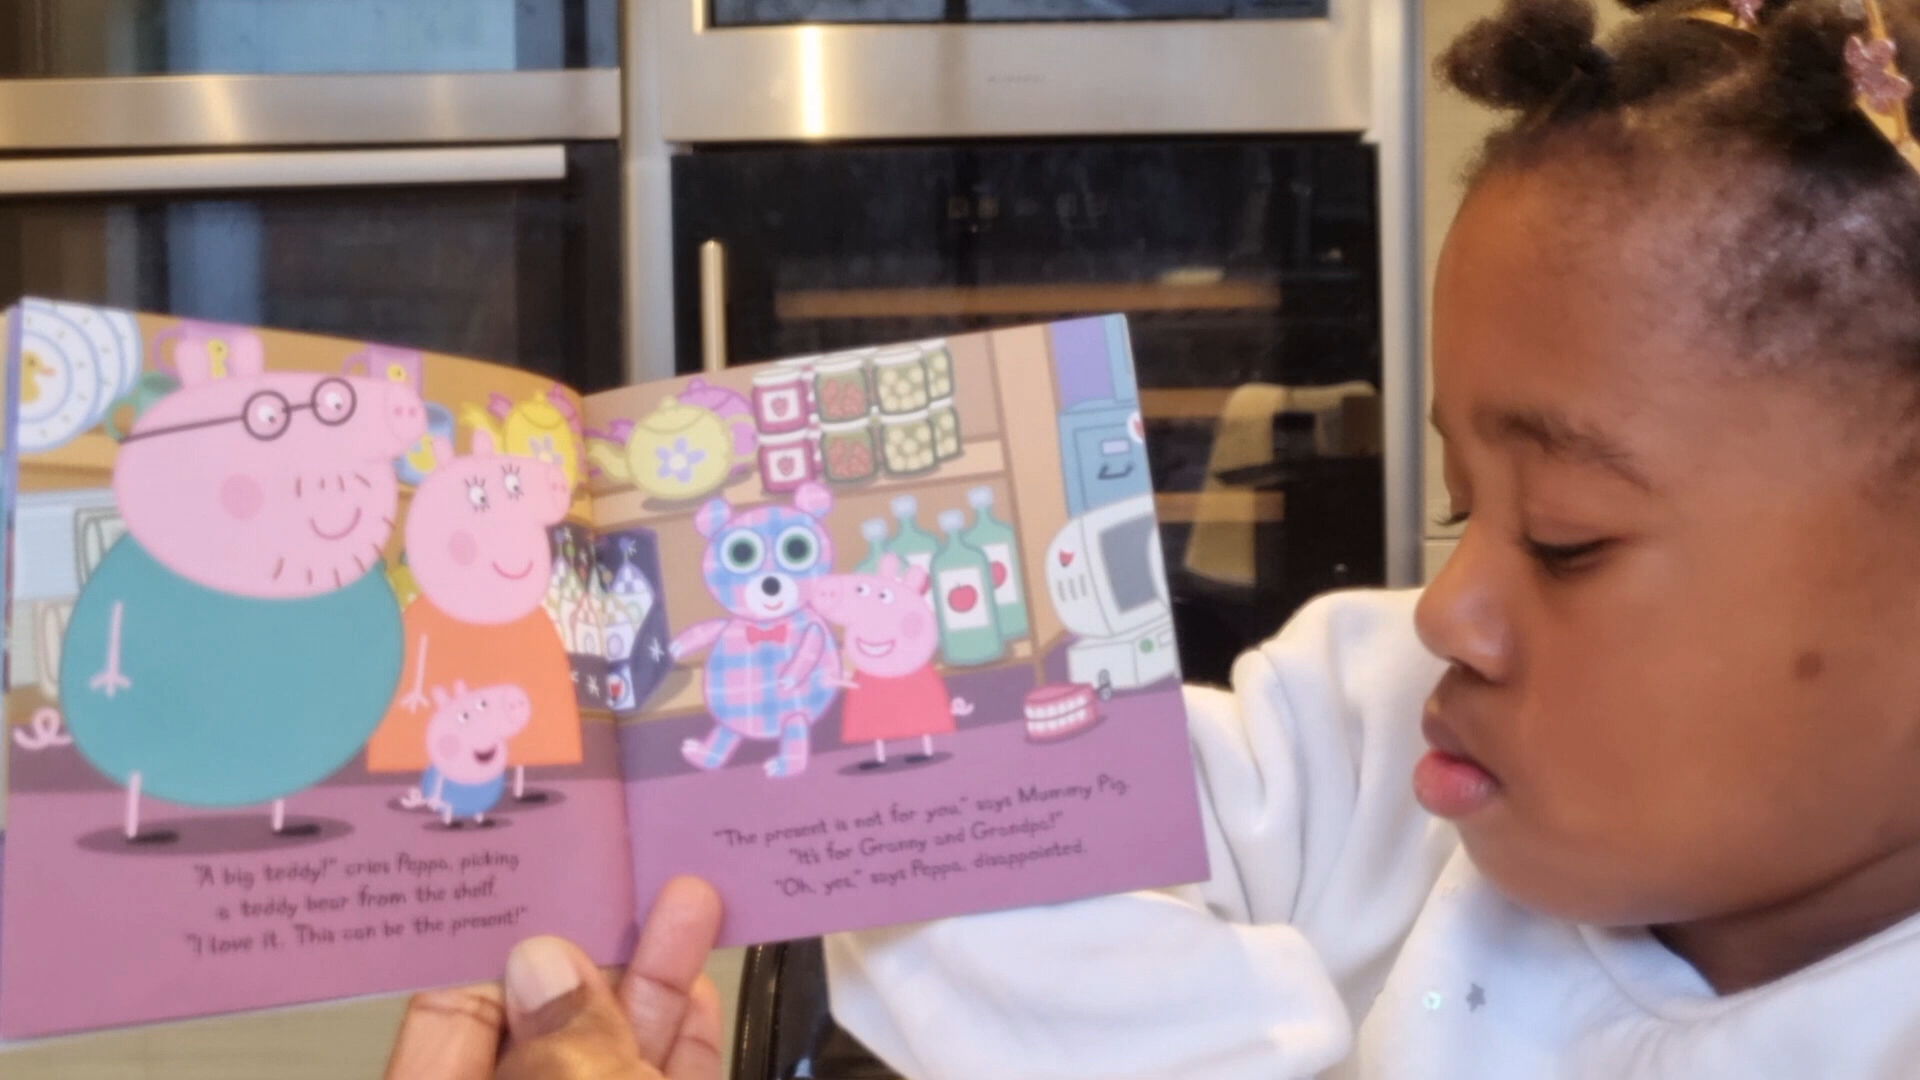 "A big teddy!" cries Peppa, picking
a teddy bear from the shelf.
"I love it. This can be the present!"
"The present is not for you," says Mummy Pig.
"It's for Granny and Grandpa!"
"Oh, yes," says Peppa, disappointed.